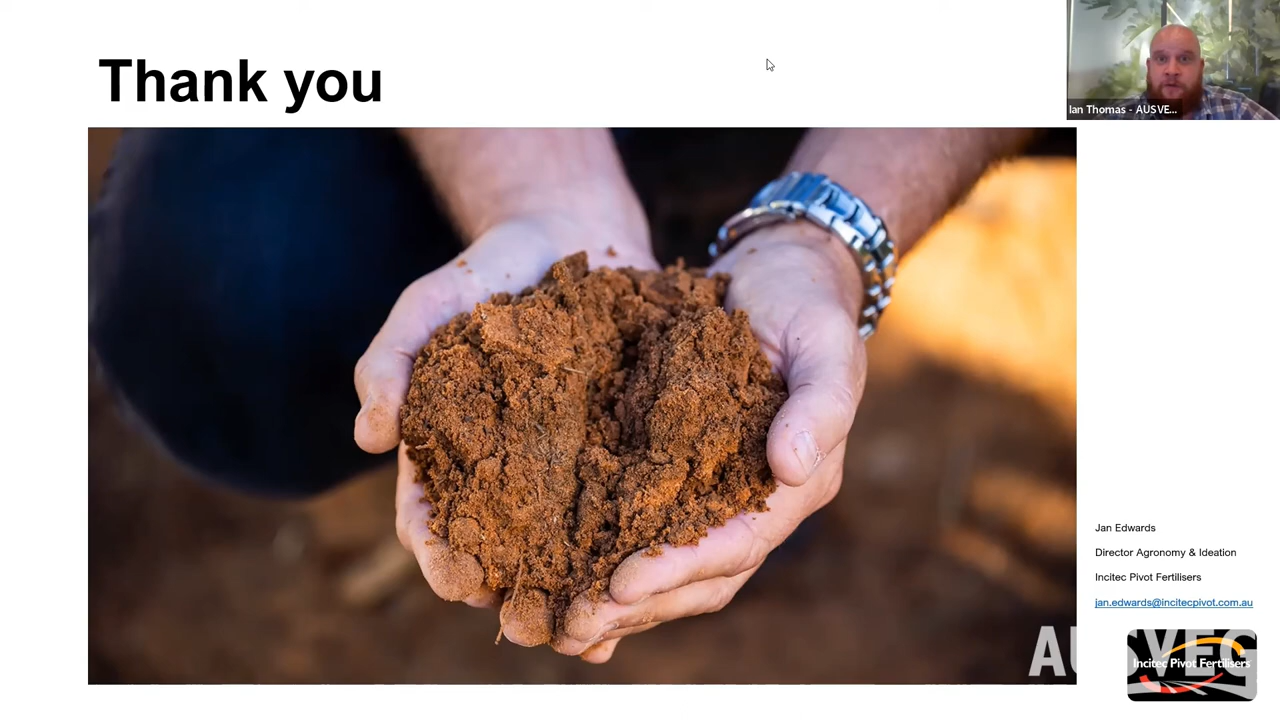 Thank you
Ian Thomas - AUSVE...
Jan Edwards
Director Agronomy & Ideation
Incitec Pivot Fertilisers
jan.edwards@incitecpivot.com.au
AUSVEG
Incitec Pivot Fertilisers